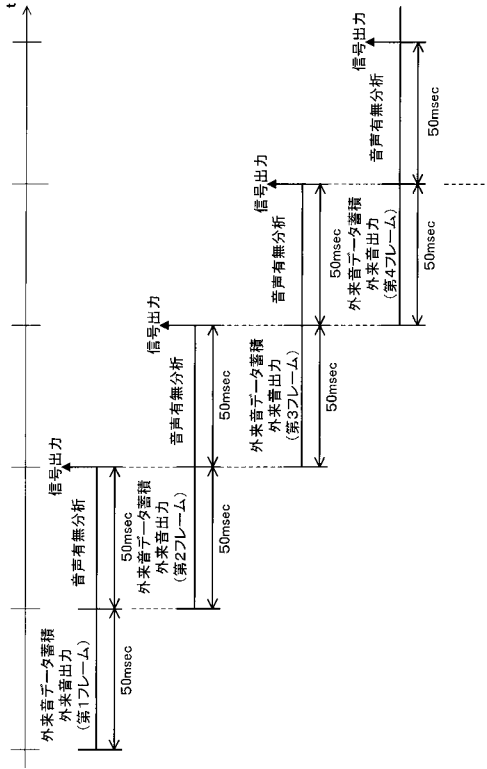 外来音データ蓄積
外来音出力
(第1フレーム)
50msec
音声有無分析
50msec
信号出力
外来音データ蓄積
外来音出力
(第2フレーム)
50msec
音声有無分析
50msec
信号出力
外来音データ蓄積
外来音出力
(第3フレーム)
50msec
音声有無分析
50msec
信号出力
外来音データ蓄積
外来音出力
(第4フレーム)
50msec
音声有無分析
50msec
信号出力
t